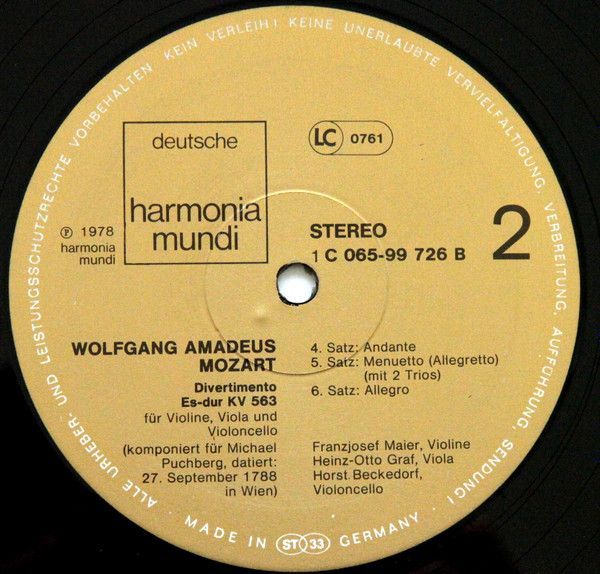 ALLE URHEBER- UND LEISTUNGSSCHUTZRECHTE VORBEHALTEN KEIN VERLEIH! KEINE UNERLAUBTE VERVIELFÄLTIGUNG, VERBREITUNG, AUFFÜHRUNG, SENDUNG!
deutsche
harmonia
mundi
LC 0761
℗ 1978
harmonia
mundi
STEREO
1 C 065-99 726 B
2
WOLFGANG AMADEUS
MOZART
Divertimento
Es-dur KV 563
für Violine, Viola und
Violoncello
(komponiert für Michael
Puchberg, datiert:
27. September 1788
in Wien)
4. Satz: Andante
5. Satz: Menuetto (Allegretto)
(mit 2 Trios)
6. Satz: Allegro
Franzjosef Maier, Violine
Heinz-Otto Graf, Viola
Horst Beckedorf,
Violoncello
· MADE IN ST 33 GERMANY ·